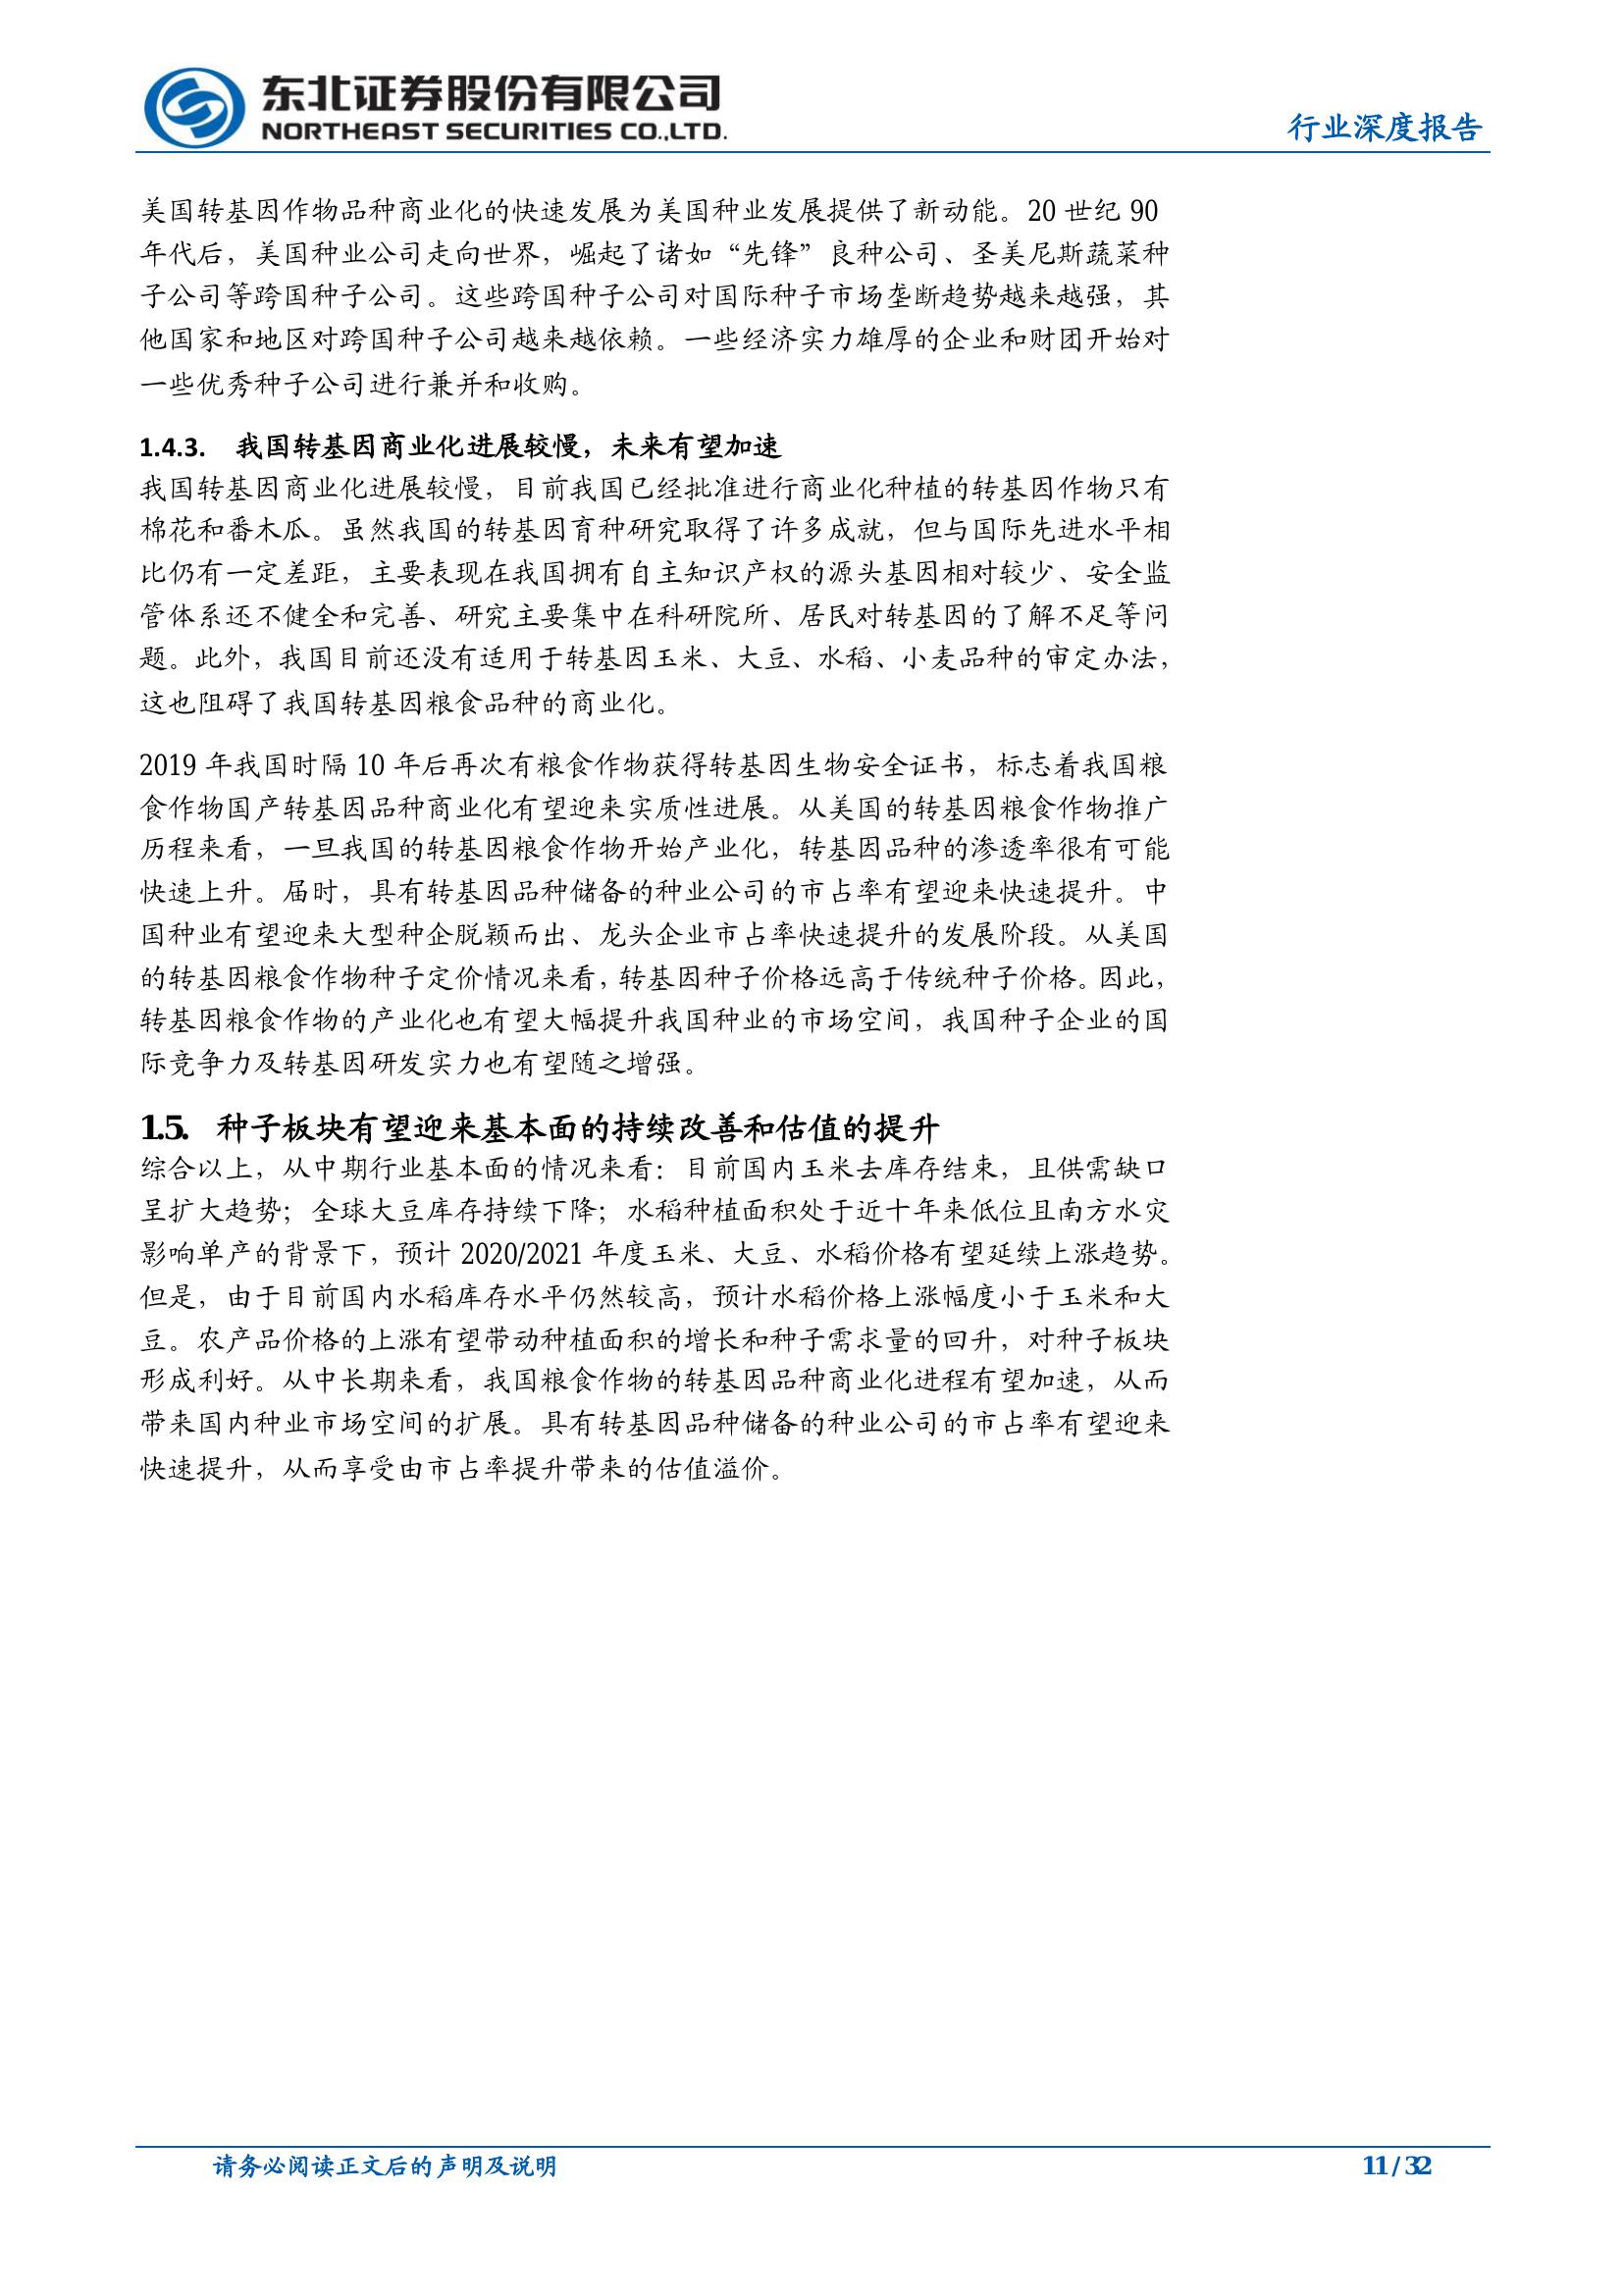 东北证券股份有限公司
NORTHEAST SECURITIES CO.,LTD.
行业深度报告
美国转基因作物品种商业化的快速发展为美国种业发展提供了新动能。20 世纪 90
年代后，美国种业公司走向世界，崛起了诸如“先锋”良种公司、圣美尼斯蔬菜种
子公司等跨国种子公司。这些跨国种子公司对国际种子市场垄断趋势越来越强，其
他国家和地区对跨国种子公司越来越依赖。一些经济实力雄厚的企业和财团开始对
一些优秀种子公司进行兼并和收购。
1.4.3. 我国转基因商业化进展较慢，未来有望加速
我国转基因商业化进展较慢，目前我国已经批准进行商业化种植的转基因作物只有
棉花和番木瓜。虽然我国的转基因育种研究取得了许多成就，但与国际先进水平相
比仍有一定差距，主要表现在我国拥有自主知识产权的源头基因相对较少、安全监
管体系还不健全和完善、研究主要集中在科研院所、居民对转基因的了解不足等问
题。此外，我国目前还没有适用于转基因玉米、大豆、水稻、小麦品种的审定办法，
这也阻碍了我国转基因粮食品种的商业化。
2019 年我国时隔 10 年后再次有粮食作物获得转基因生物安全证书，标志着我国粮
食作物国产转基因品种商业化有望迎来实质性进展。从美国的转基因粮食作物推广
历程来看，一旦我国的转基因粮食作物开始产业化，转基因品种的渗透率很有可能
快速上升。届时，具有转基因品种储备的种业公司的市占率有望迎来快速提升。中
国种业有望迎来大型种企脱颖而出、龙头企业市占率快速提升的发展阶段。从美国
的转基因粮食作物种子定价情况来看，转基因种子价格远高于传统种子价格。因此，
转基因粮食作物的产业化也有望大幅提升我国种业的市场空间，我国种子企业的国
际竞争力及转基因研发实力也有望随之增强。
1.5. 种子板块有望迎来基本面的持续改善和估值的提升
综合以上，从中期行业基本面的情况来看：目前国内玉米去库存结束，且供需缺口
呈扩大趋势；全球大豆库存持续下降；水稻种植面积处于近十年来低位且南方水灾
影响单产的背景下，预计 2020/2021 年度玉米、大豆、水稻价格有望延续上涨趋势。
但是，由于目前国内水稻库存水平仍然较高，预计水稻价格上涨幅度小于玉米和大
豆。农产品价格的上涨有望带动种植面积的增长和种子需求量的回升，对种子板块
形成利好。从中长期来看，我国粮食作物的转基因品种商业化进程有望加速，从而
带来国内种业市场空间的扩展。具有转基因品种储备的种业公司的市占率有望迎来
快速提升，从而享受由市占率提升带来的估值溢价。
请务必阅读正文后的声明及说明
11 / 32